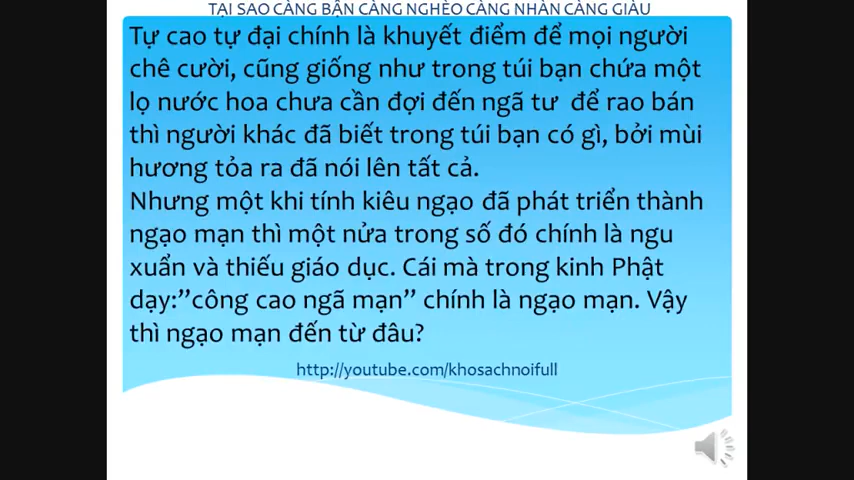 TẠI SAO CÀNG BẬN CÀNG NGHÈO CÀNG NHÀN CÀNG GIÀU
Tự cao tự đại chính là khuyết điểm để mọi người
chê cười, cũng giống như trong túi bạn chứa một
lọ nước hoa chưa cần đợi đến ngã tư để rao bán
thì người khác đã biết trong túi bạn có gì, bởi mùi
hương tỏa ra đã nói lên tất cả.
Nhưng một khi tính kiêu ngạo đã phát triển thành
ngạo mạn thì một nửa trong số đó chính là ngu
xuẩn và thiếu giáo dục. Cái mà trong kinh Phật
dạy:”công cao ngã mạn” chính là ngạo mạn. Vậy
thì ngạo mạn đến từ đâu?
http://youtube.com/khosachnoifull